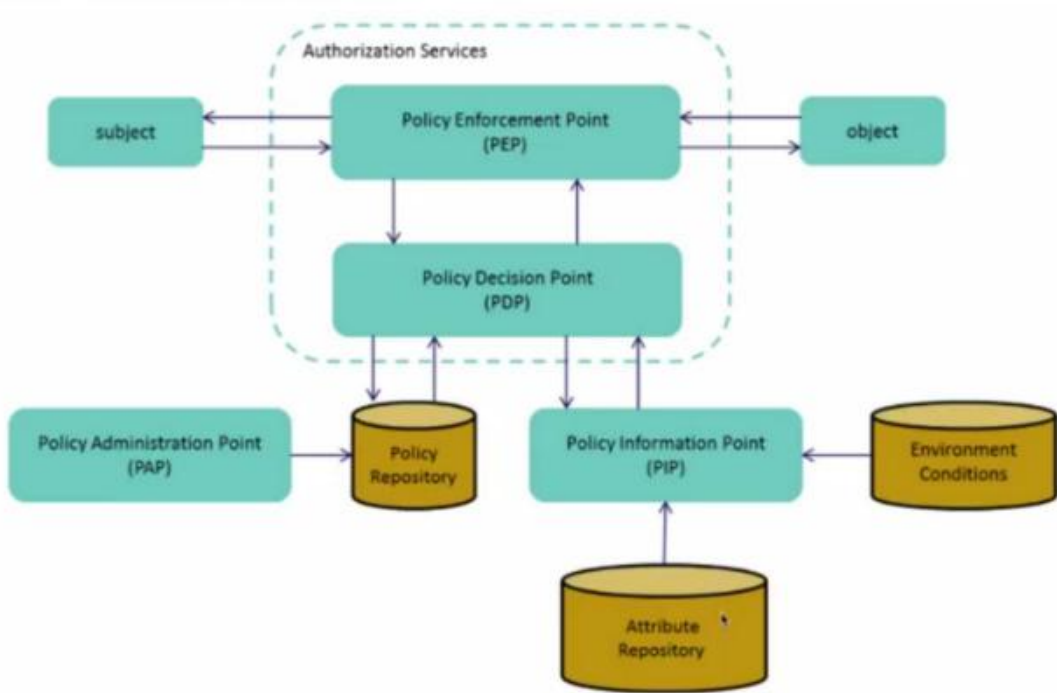 Authorization Services
subject
Policy Enforcement Point
(PEP)
object
Policy Decision Point
(PDP)
Policy Administration Point
(PAP)
Policy
Repository
Policy Information Point
(PIP)
Environment
Conditions
Attribute
Repository